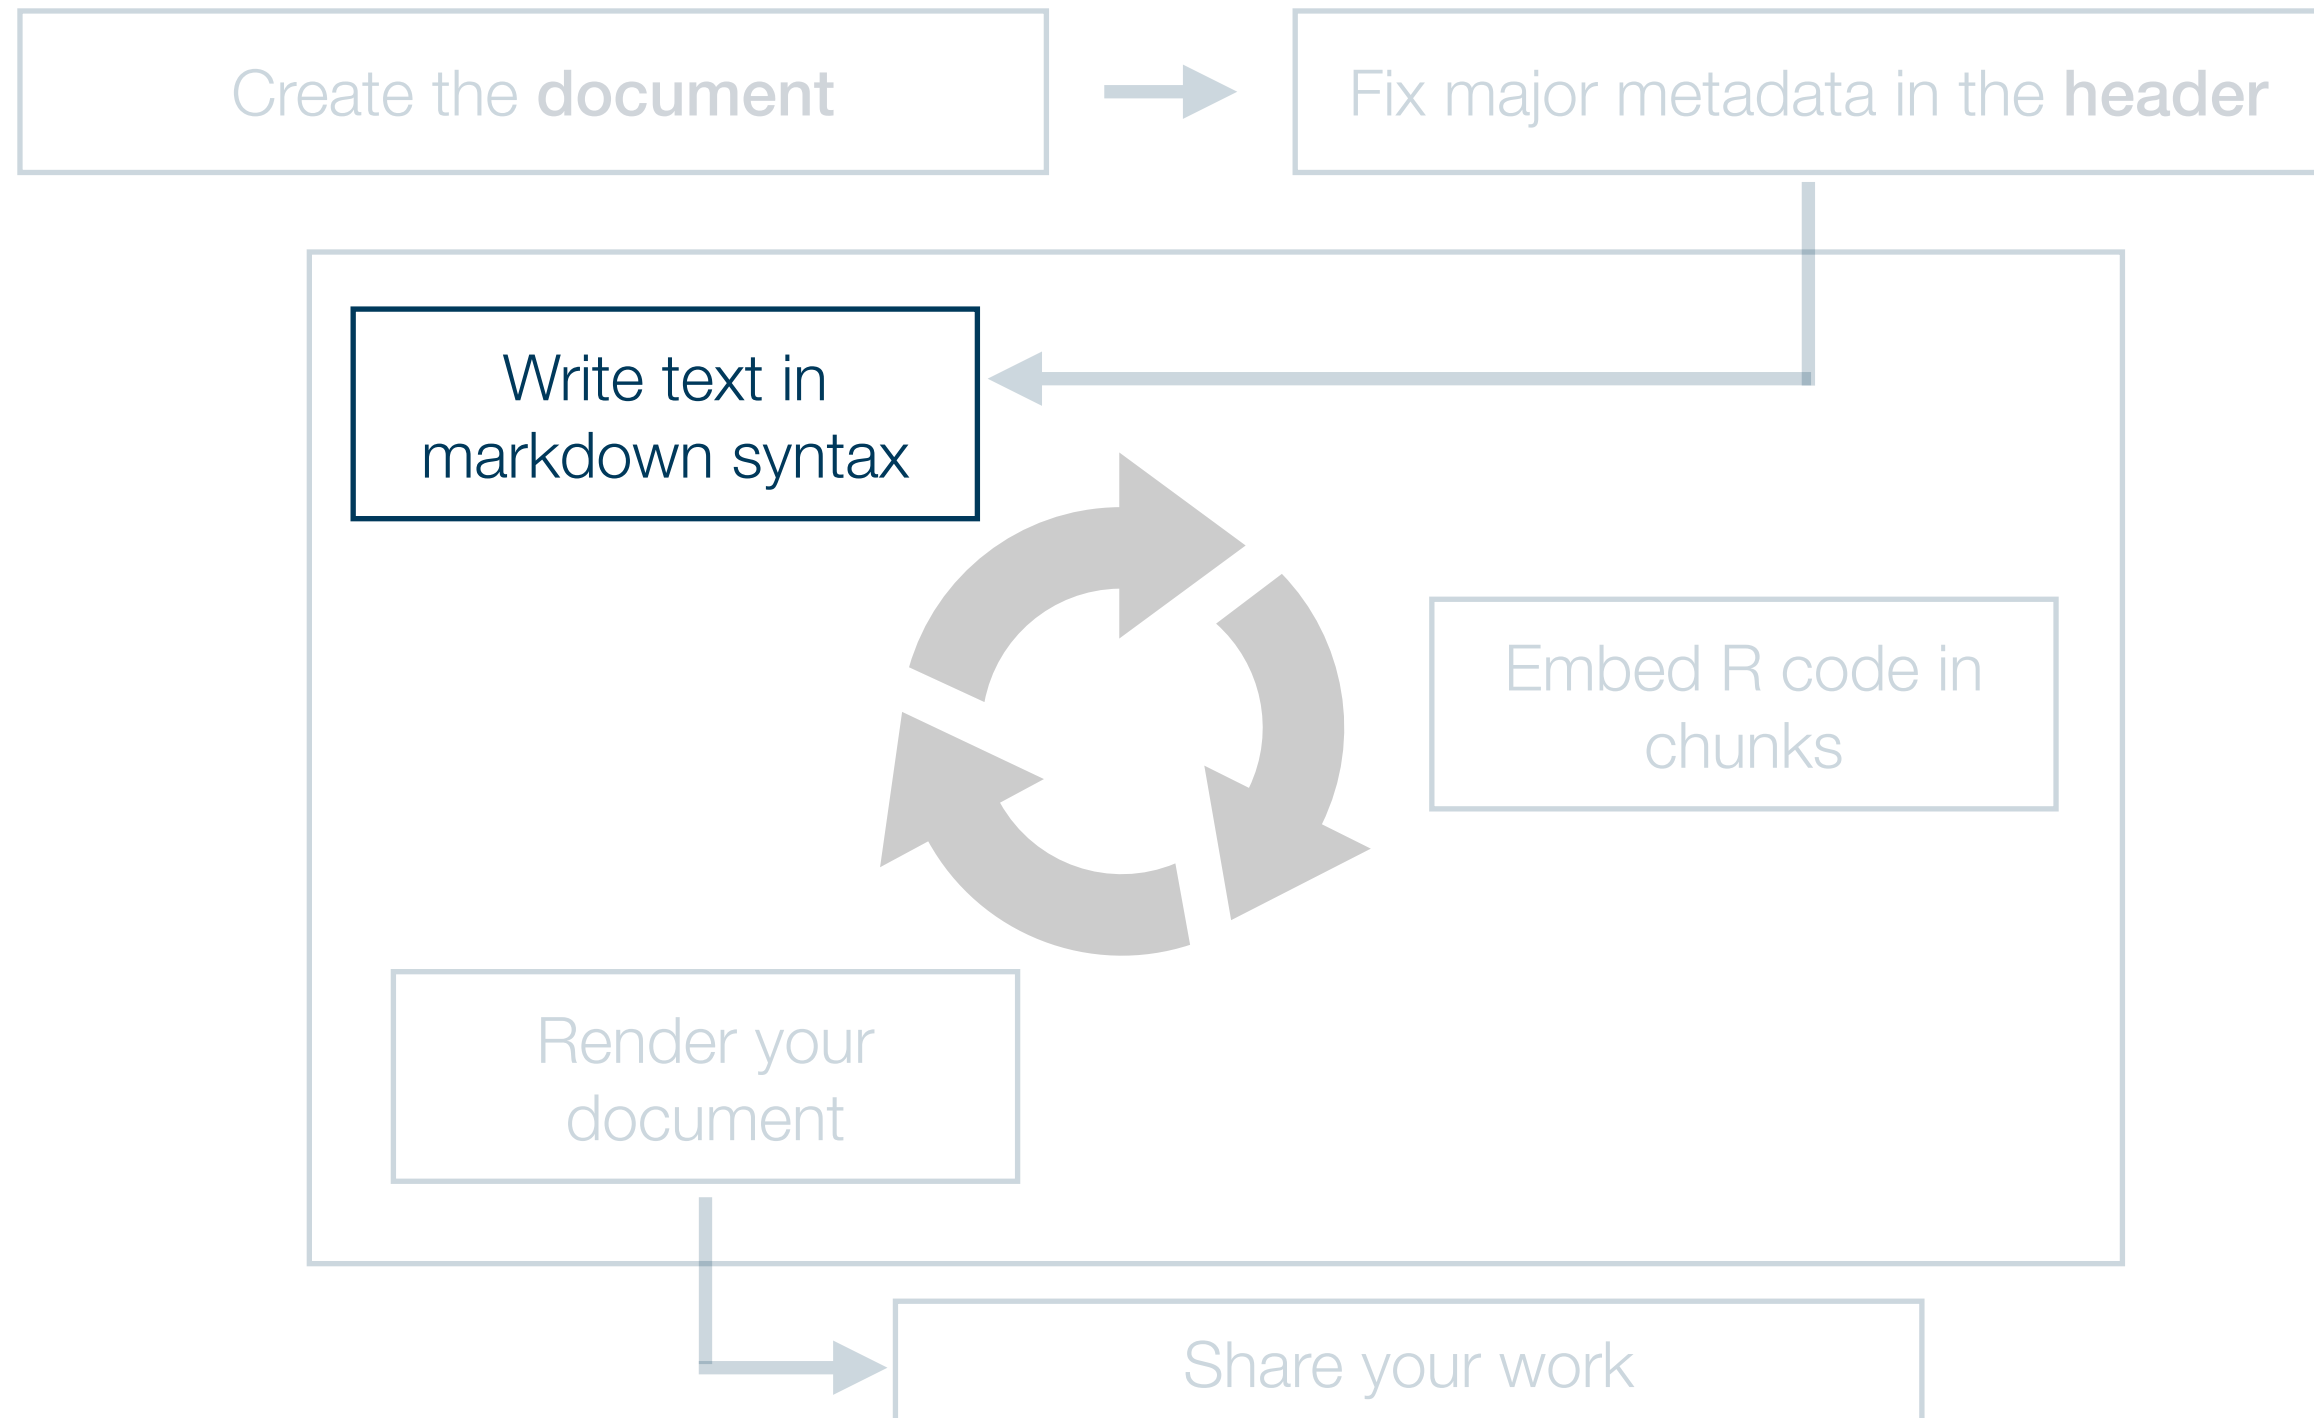 Create the document
Fix major metadata in the header
Write text in
markdown syntax
Embed R code in
chunks
Render your
document
Share your work